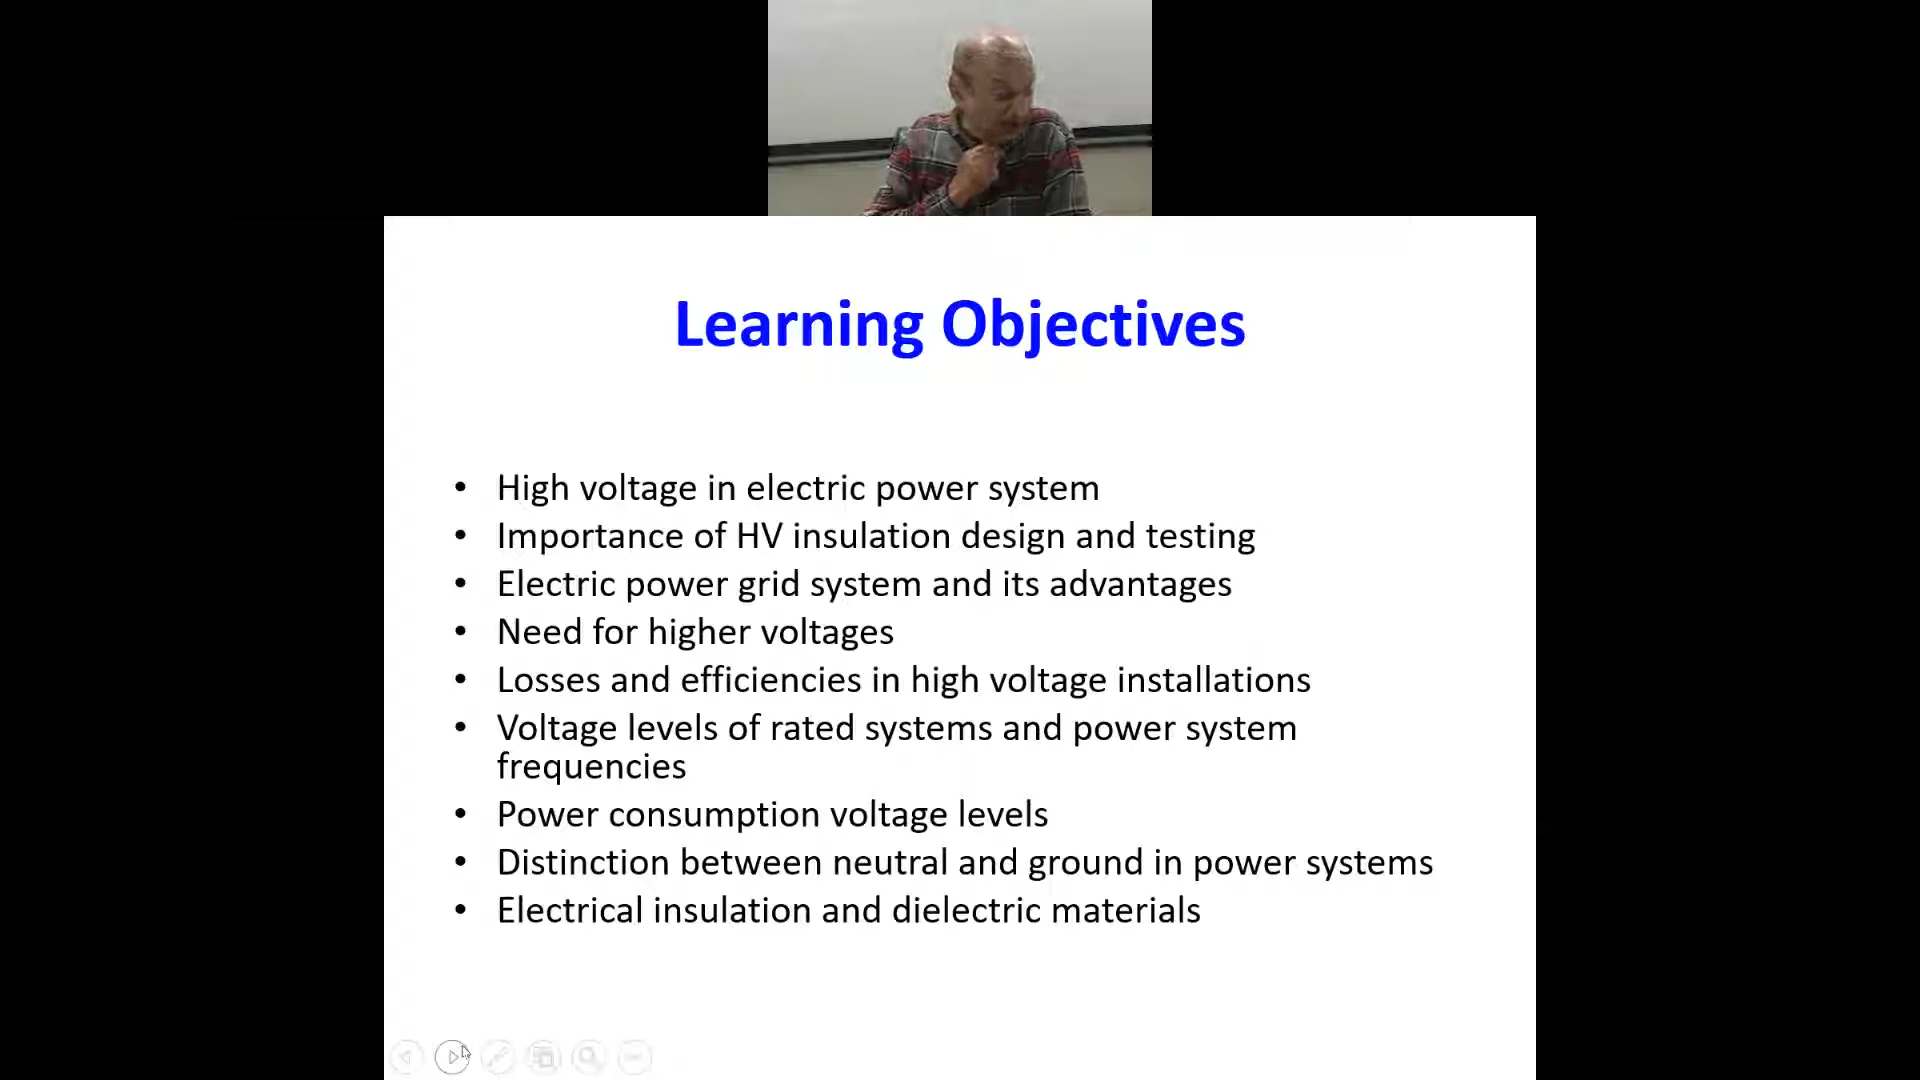 Learning Objectives
• High voltage in electric power system
• Importance of HV insulation design and testing
• Electric power grid system and its advantages
• Need for higher voltages
• Losses and efficiencies in high voltage installations
• Voltage levels of rated systems and power system
frequencies
• Power consumption voltage levels
• Distinction between neutral and ground in power systems
• Electrical insulation and dielectric materials